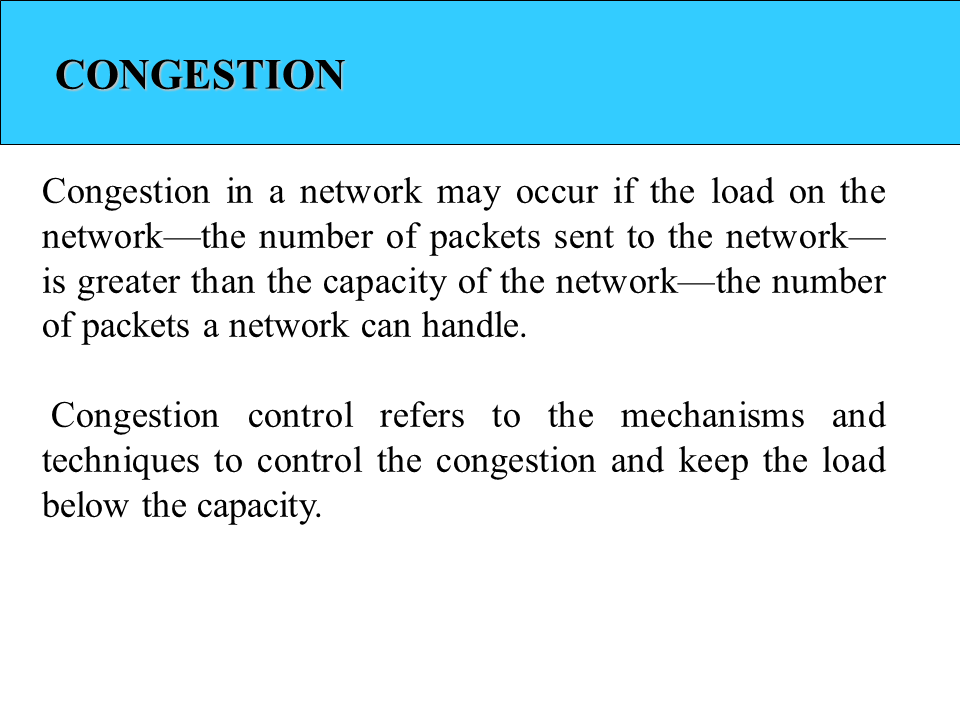 CONGESTION
Congestion in a network may occur if the load on the
network—the number of packets sent to the network—
is greater than the capacity of the network—the number
of packets a network can handle.
Congestion control refers to the mechanisms and
techniques to control the congestion and keep the load
below the capacity.